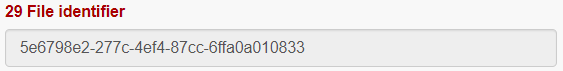 29 File identifier
5e6798e2-277c-4ef4-87cc-6ffa0a010833